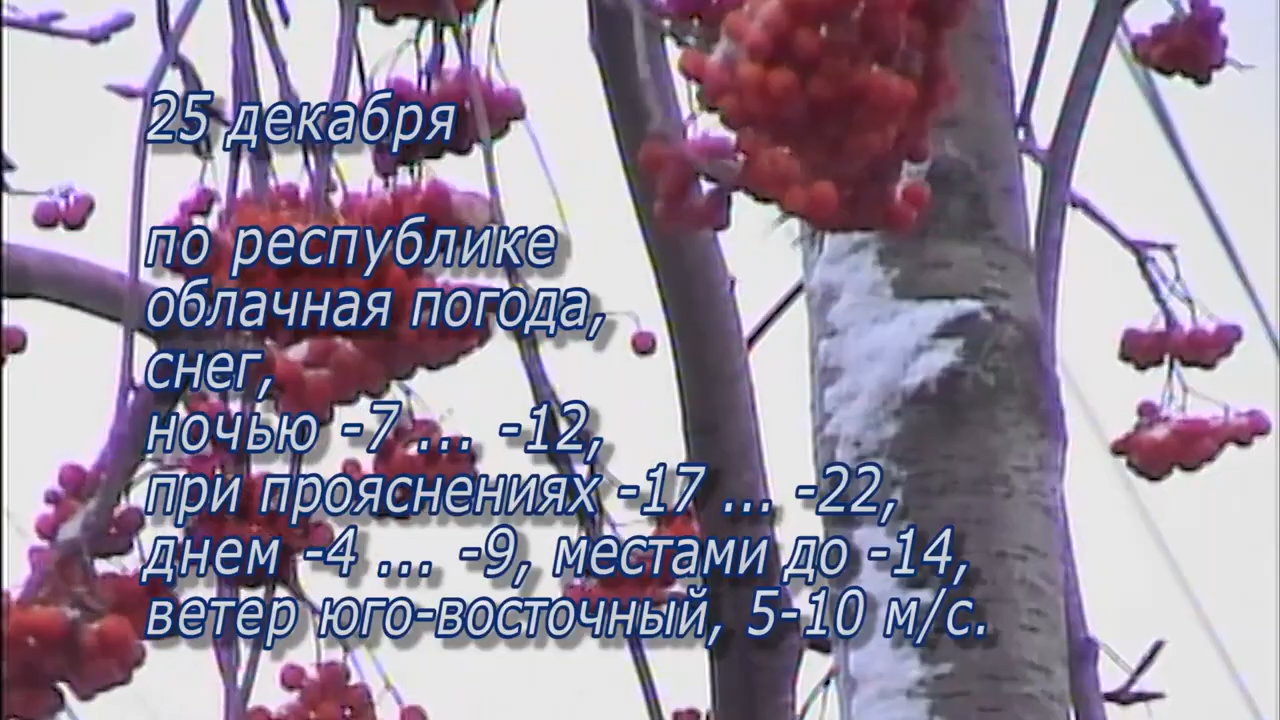 25 декабря
по республике
облачная погода,
снег,
ночью -7 ... -12,
при прояснениях -17 ... -22,
днем -4 ... -9, местами до -14,
ветер юго-восточный, 5-10 м/с.